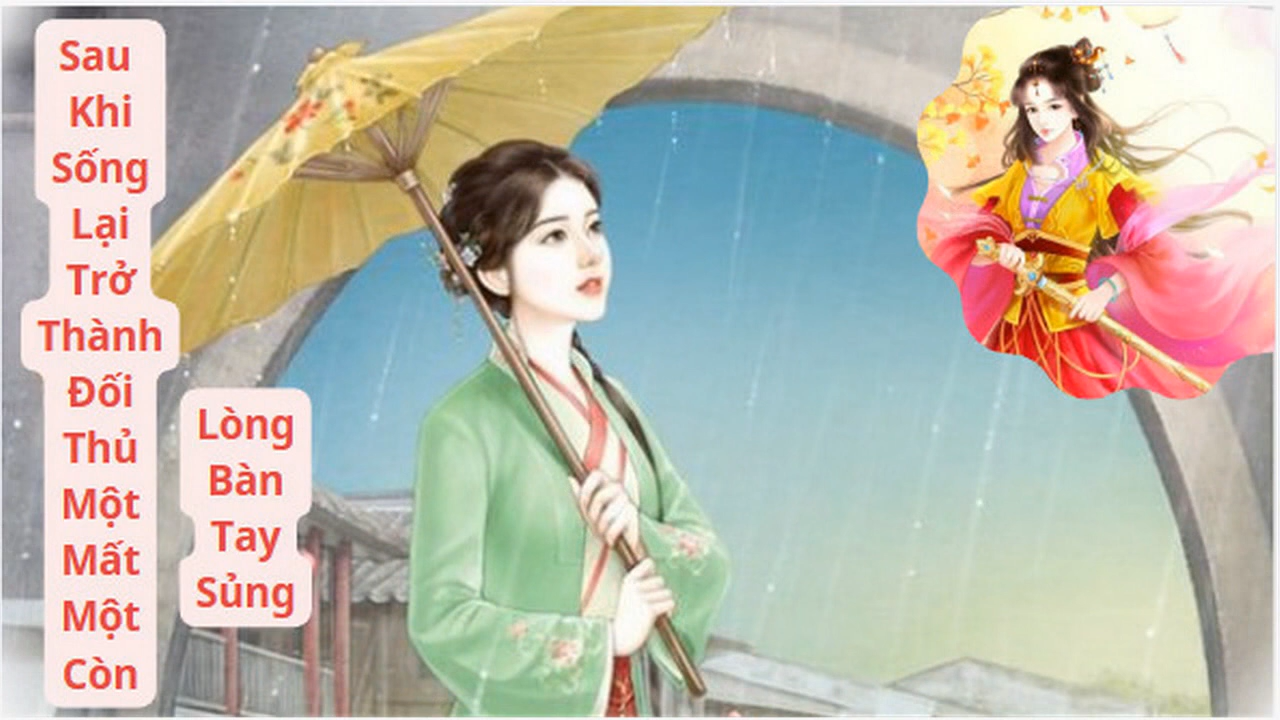 Sau
Khi
Sống
Lại
Trở
Thành
Đối
Thủ
Một
Mất
Một
Còn
Lòng
Bàn
Tay
Sủng